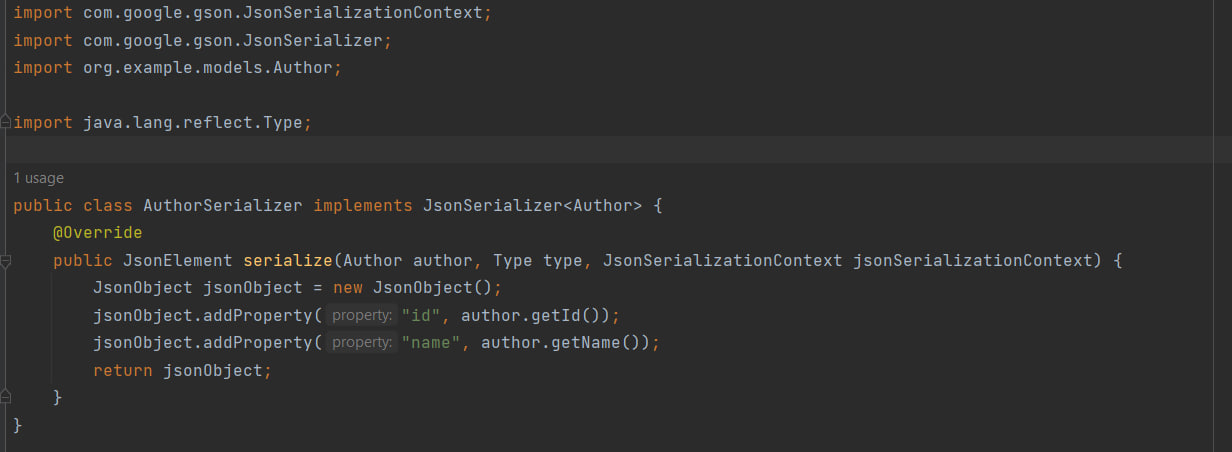 import com.google.gson.JsonSerializationContext;
import com.google.gson.JsonSerializer;
import org.example.models.Author;
import java.lang.reflect.Type;
1 usage
public class AuthorSerializer implements JsonSerializer<Author> {
@Override
public JsonElement serialize(Author author, Type type, JsonSerializationContext jsonSerializationContext) {
JsonObject jsonObject = new JsonObject();
jsonObject.addProperty( property: "id", author.getId());
jsonObject.addProperty( property: "name", author.getName());
return jsonObject;
}
}